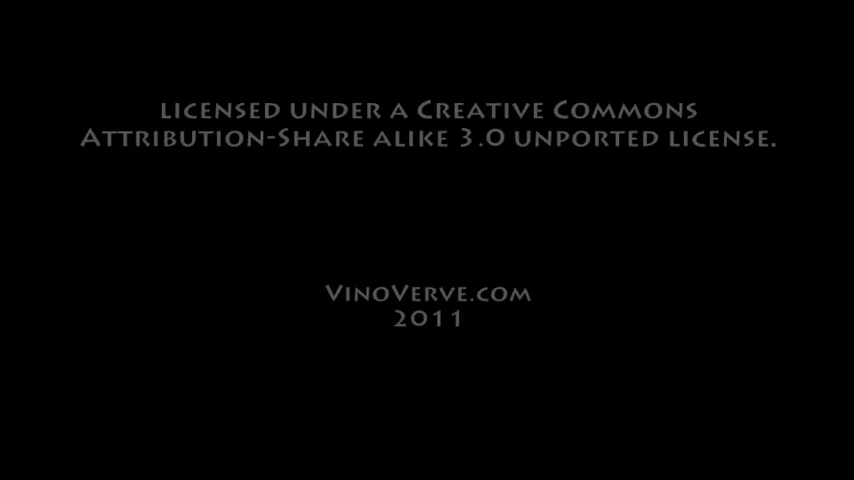 LICENSED UNDER A CREATIVE COMMONS
ATTRIBUTION-SHARE ALIKE 3.0 UNPORTED LICENSE.
VINOVERVE.COM
2011